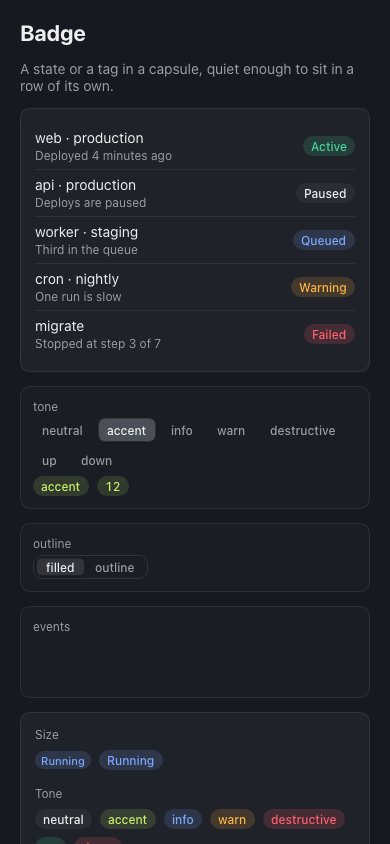 Badge
A state or a tag in a capsule, quiet enough to sit in a
row of its own.
web · production
Active
Deployed 4 minutes ago
api · production
Paused
Deploys are paused
worker · staging
Queued
Third in the queue
cron · nightly
Warning
One run is slow
migrate
Failed
Stopped at step 3 of 7
tone
neutral accent info warn destructive
up down
accent 12
outline
filled outline
events
Size
Running Running
Tone
neutral accent info warn destructive